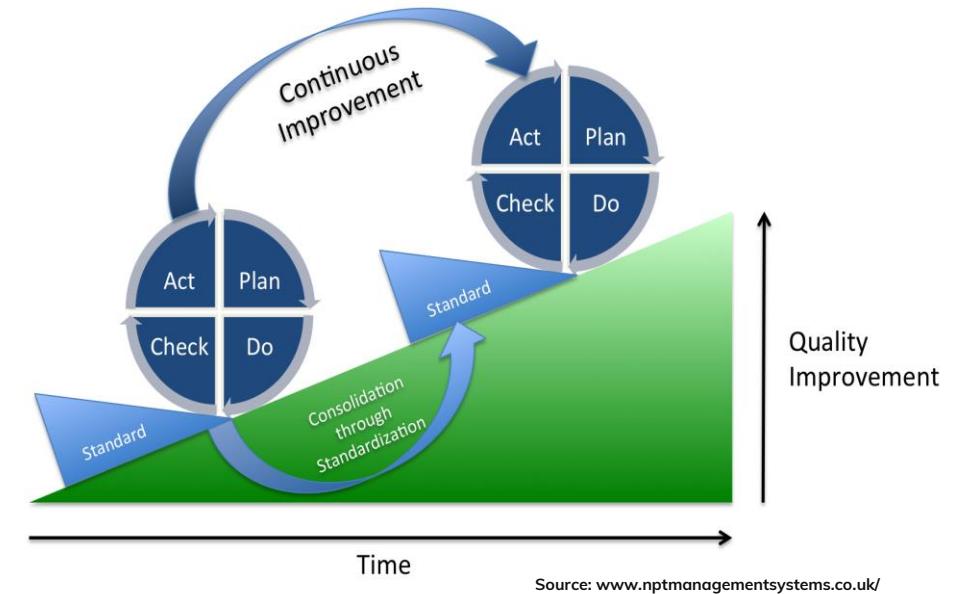 Continuous
Improvement
Act
Plan
Check
Do
Act
Plan
Check
Do
Standard
Standard
Consolidation
through
Standardization
Quality
Improvement
Time
Source: www.nptmanagementsystems.co.uk/